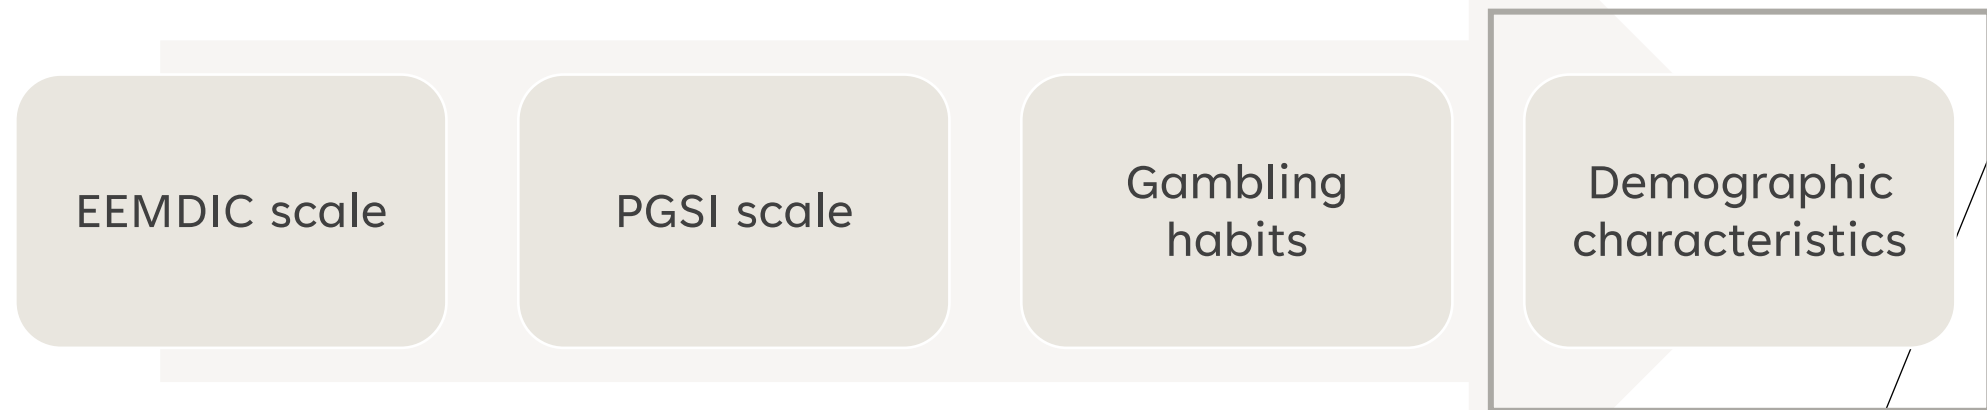 EEMDIC scale
PGSI scale
Gambling
habits
Demographic
characteristics